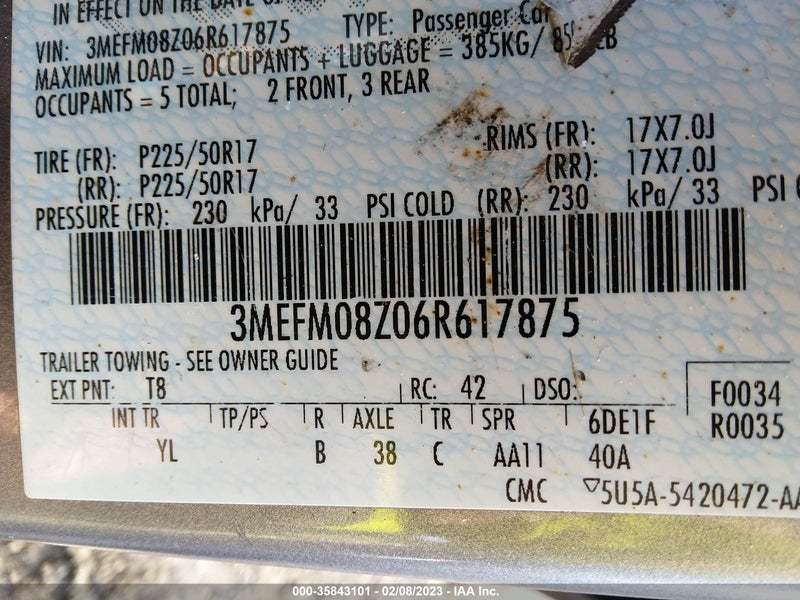 IN EFFECT ON THE DATE OF
VIN: 3MEFM08Z06R617875 TYPE: Passenger Car
MAXIMUM LOAD = OCCUPANTS + LUGGAGE = 385KG/ LB
OCCUPANTS = 5 TOTAL; 2 FRONT, 3 REAR
TIRE (FR): P225/50R17 RIMS (FR): 17X7.0J
(RR): P225/50R17 (RR): 17X7.0J
PRESSURE (FR): 230 kPa/ 33 PSI COLD (RR): 230 kPa/ 33 PSI
3MEFM08Z06R617875
TRAILER TOWING - SEE OWNER GUIDE
EXT PNT: T8 RC: 42 DSO: F0034
INT TR TP/PS R AXLE TR SPR 6DE1F R0035
YL B 38 C AA11 40A
CMC ▽5U5A-5420472-AA
000-35843101 - 02/08/2023 - IAA Inc.